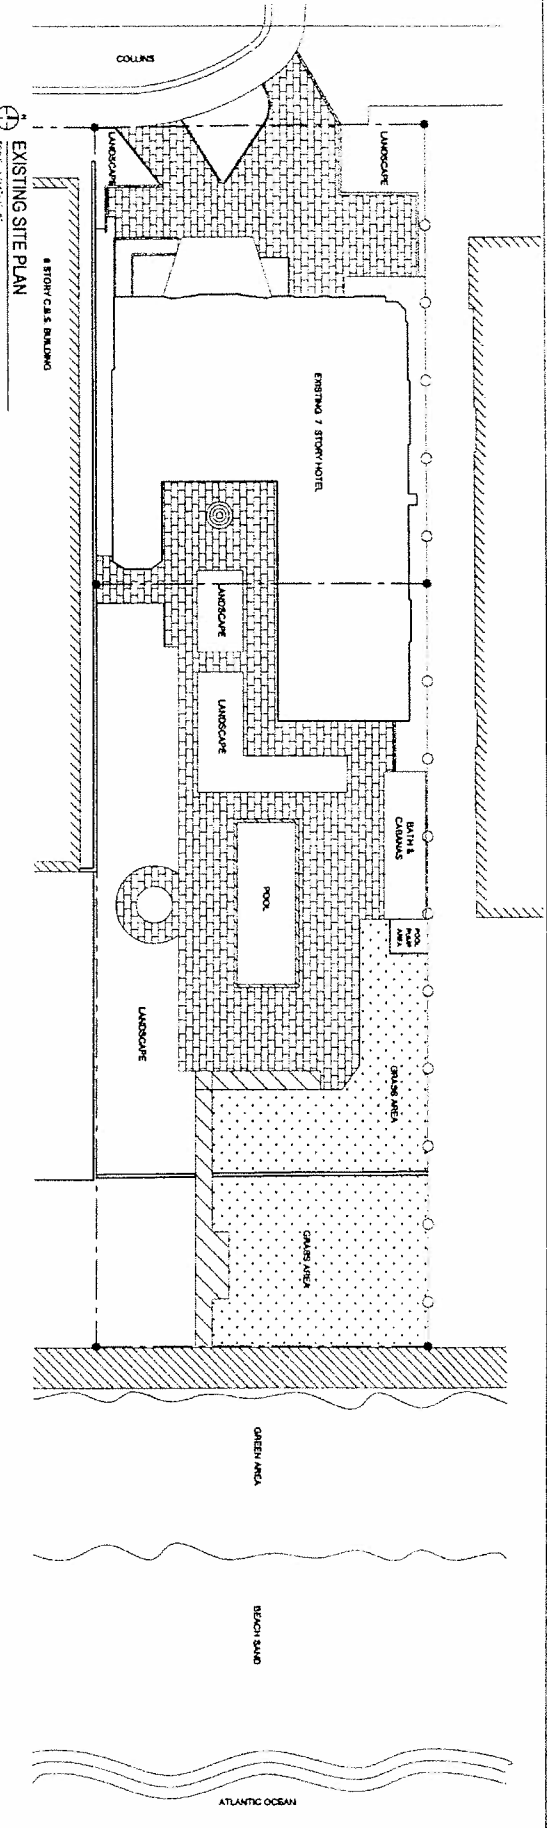 COLLINS
LANDSCAPE
LANDSCAPE
EXISTING SITE PLAN
8 STORY C.B.S. BUILDING
EXISTING 7 STORY HOTEL
LANDSCAPE
LANDSCAPE
BATH &
CABANAS
POOL
POOL
PUMP
AREA
LANDSCAPE
GRASS AREA
GRASS AREA
GREEN AREA
BEACH SAND
ATLANTIC OCEAN